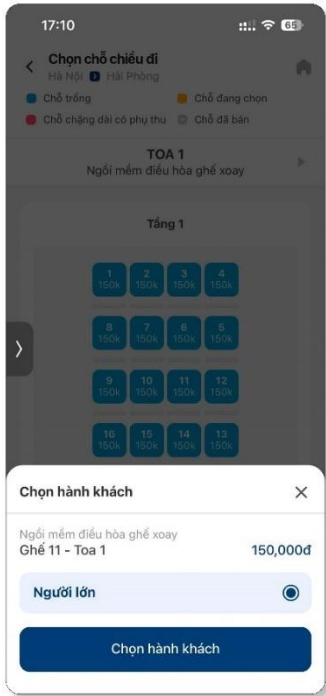 17:10
65
Chọn chỗ chiều đi
Hà Nội Hải Phòng
Chỗ trống Chỗ đang chọn
Chỗ chặng dài có phụ thu Chỗ đã bán
TOA 1
Ngồi mềm điều hòa ghế xoay
Tầng 1
1 2 3 4
150k 150k 150k 150k
8 7 6 5
150k 150k 150k 150k
9 10 11 12
150k 150k 150k 150k
16 15 14 13
150k 150k 150k 150k
Chọn hành khách
Ngồi mềm điều hòa ghế xoay
Ghế 11 - Toa 1 150,000đ
Người lớn
Chọn hành khách